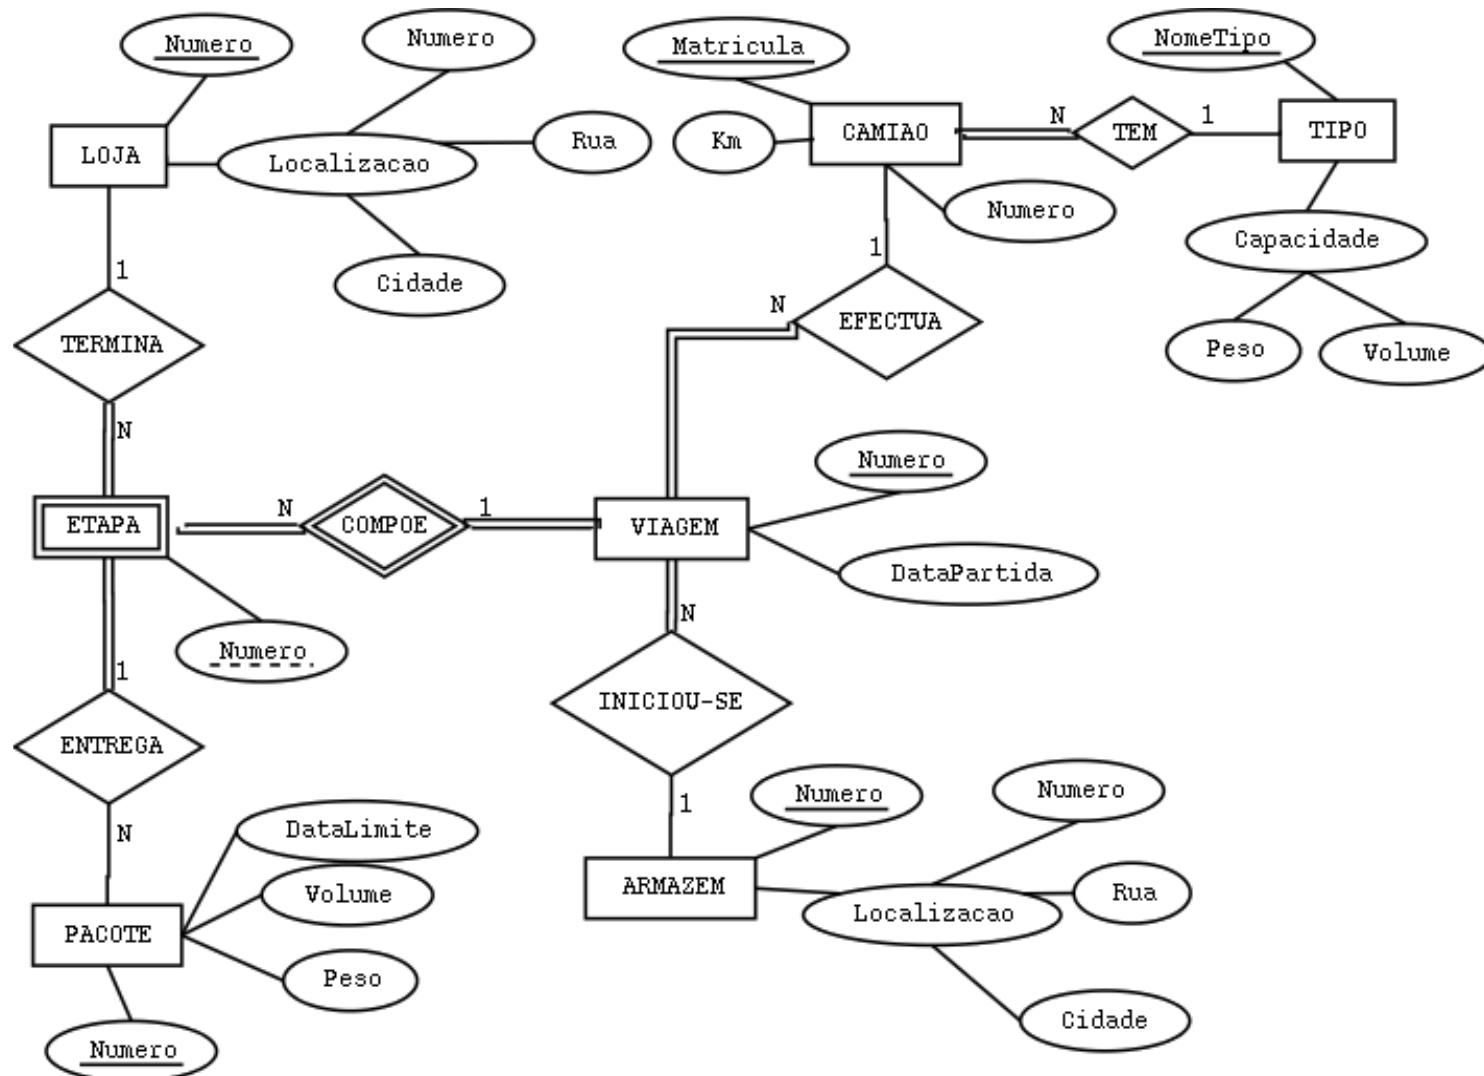 Numero
Numero
Matricula
NomeTipo
LOJA
Localizacao
Rua
Km
CAMIAO
N
TEM
1
TIPO
Numero
Capacidade
Cidade
1
1
TERMINA
N
EFECTUA
Peso
Volume
N
Numero
ETAPA
N
COMPOE
1
VIAGEM
DataPartida
Numero
N
1
INICIOU-SE
ENTREGA
N
1
Numero
Numero
DataLimite
Volume
ARMAZEM
Localizacao
Rua
PACOTE
Peso
Cidade
Numero